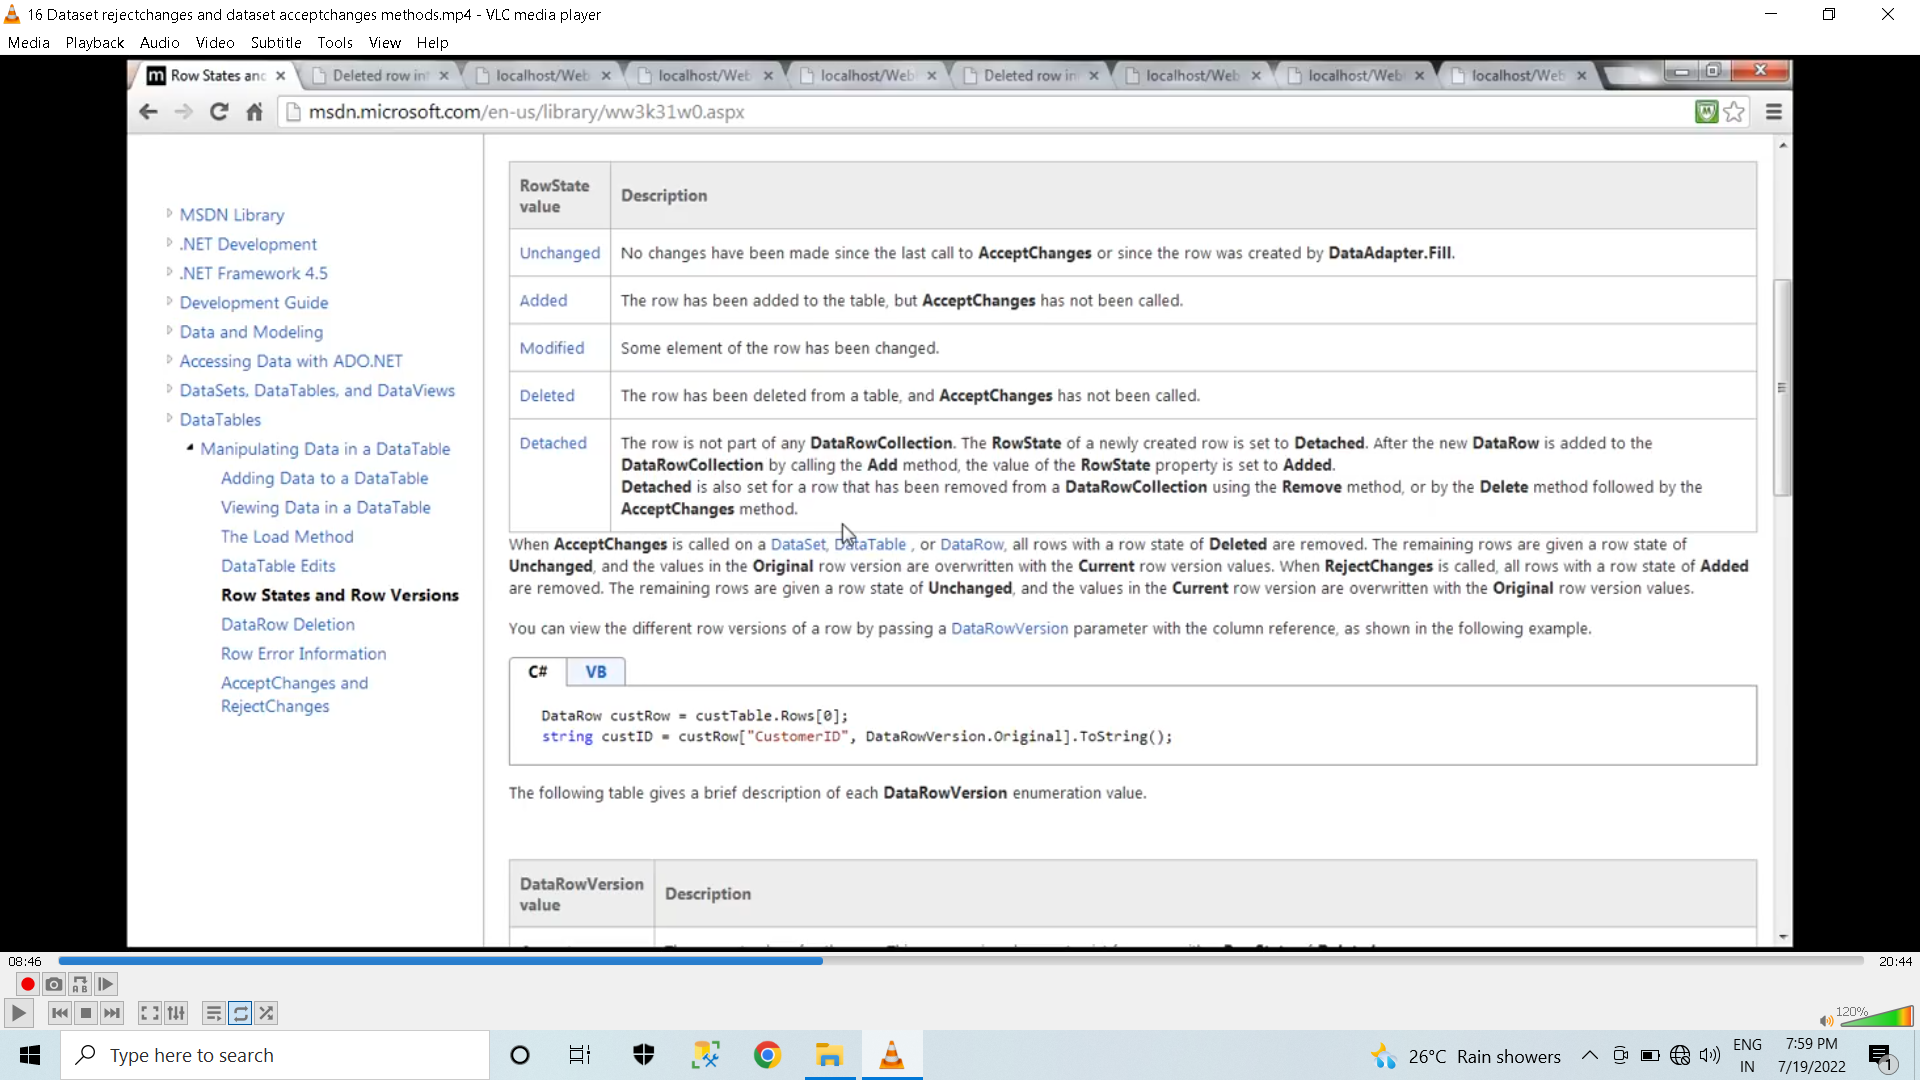 16 Dataset rejectchanges and dataset acceptchanges methods.mp4 - VLC media player
Media Playback Audio Video Subtitle Tools View Help
Row States and
Deleted row in
localhost/Web
localhost/Web
localhost/Web
Deleted row in
localhost/Web
localhost/Web
localhost/Web
msdn.microsoft.com/en-us/library/ww3k31w0.aspx
MSDN Library
.NET Development
.NET Framework 4.5
Development Guide
Data and Modeling
Accessing Data with ADO.NET
DataSets, DataTables, and DataViews
DataTables
Manipulating Data in a DataTable
Adding Data to a DataTable
Viewing Data in a DataTable
The Load Method
DataTable Edits
Row States and Row Versions
DataRow Deletion
Row Error Information
AcceptChanges and
RejectChanges
RowState
value
Description
Unchanged
No changes have been made since the last call to AcceptChanges or since the row was created by DataAdapter.Fill.
Added
The row has been added to the table, but AcceptChanges has not been called.
Modified
Some element of the row has been changed.
Deleted
The row has been deleted from a table, and AcceptChanges has not been called.
Detached
The row is not part of any DataRowCollection. The RowState of a newly created row is set to Detached. After the new DataRow is added to the
DataRowCollection by calling the Add method, the value of the RowState property is set to Added.
Detached is also set for a row that has been removed from a DataRowCollection using the Remove method, or by the Delete method followed by the
AcceptChanges method.
When AcceptChanges is called on a DataSet, DataTable , or DataRow, all rows with a row state of Deleted are removed. The remaining rows are given a row state of
Unchanged, and the values in the Original row version are overwritten with the Current row version values. When RejectChanges is called, all rows with a row state of Added
are removed. The remaining rows are given a row state of Unchanged, and the values in the Current row version are overwritten with the Original row version values.
You can view the different row versions of a row by passing a DataRowVersion parameter with the column reference, as shown in the following example.
C# VB
DataRow custRow = custTable.Rows[0];
string custID = custRow["CustomerID", DataRowVersion.Original].ToString();
The following table gives a brief description of each DataRowVersion enumeration value.
DataRowVersion
value
Description
08:46
20:44
120%
Type here to search
26°C Rain showers
ENG
IN
7:59 PM
7/19/2022
1